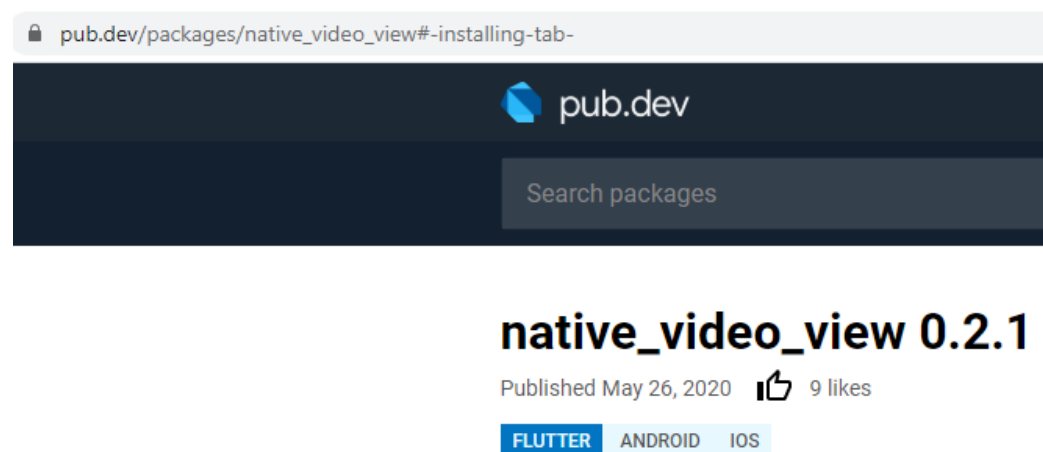 pub.dev/packages/native_video_view#-installing-tab-
pub.dev
Search packages
native_video_view 0.2.1
Published May 26, 2020 9 likes
FLUTTER ANDROID IOS